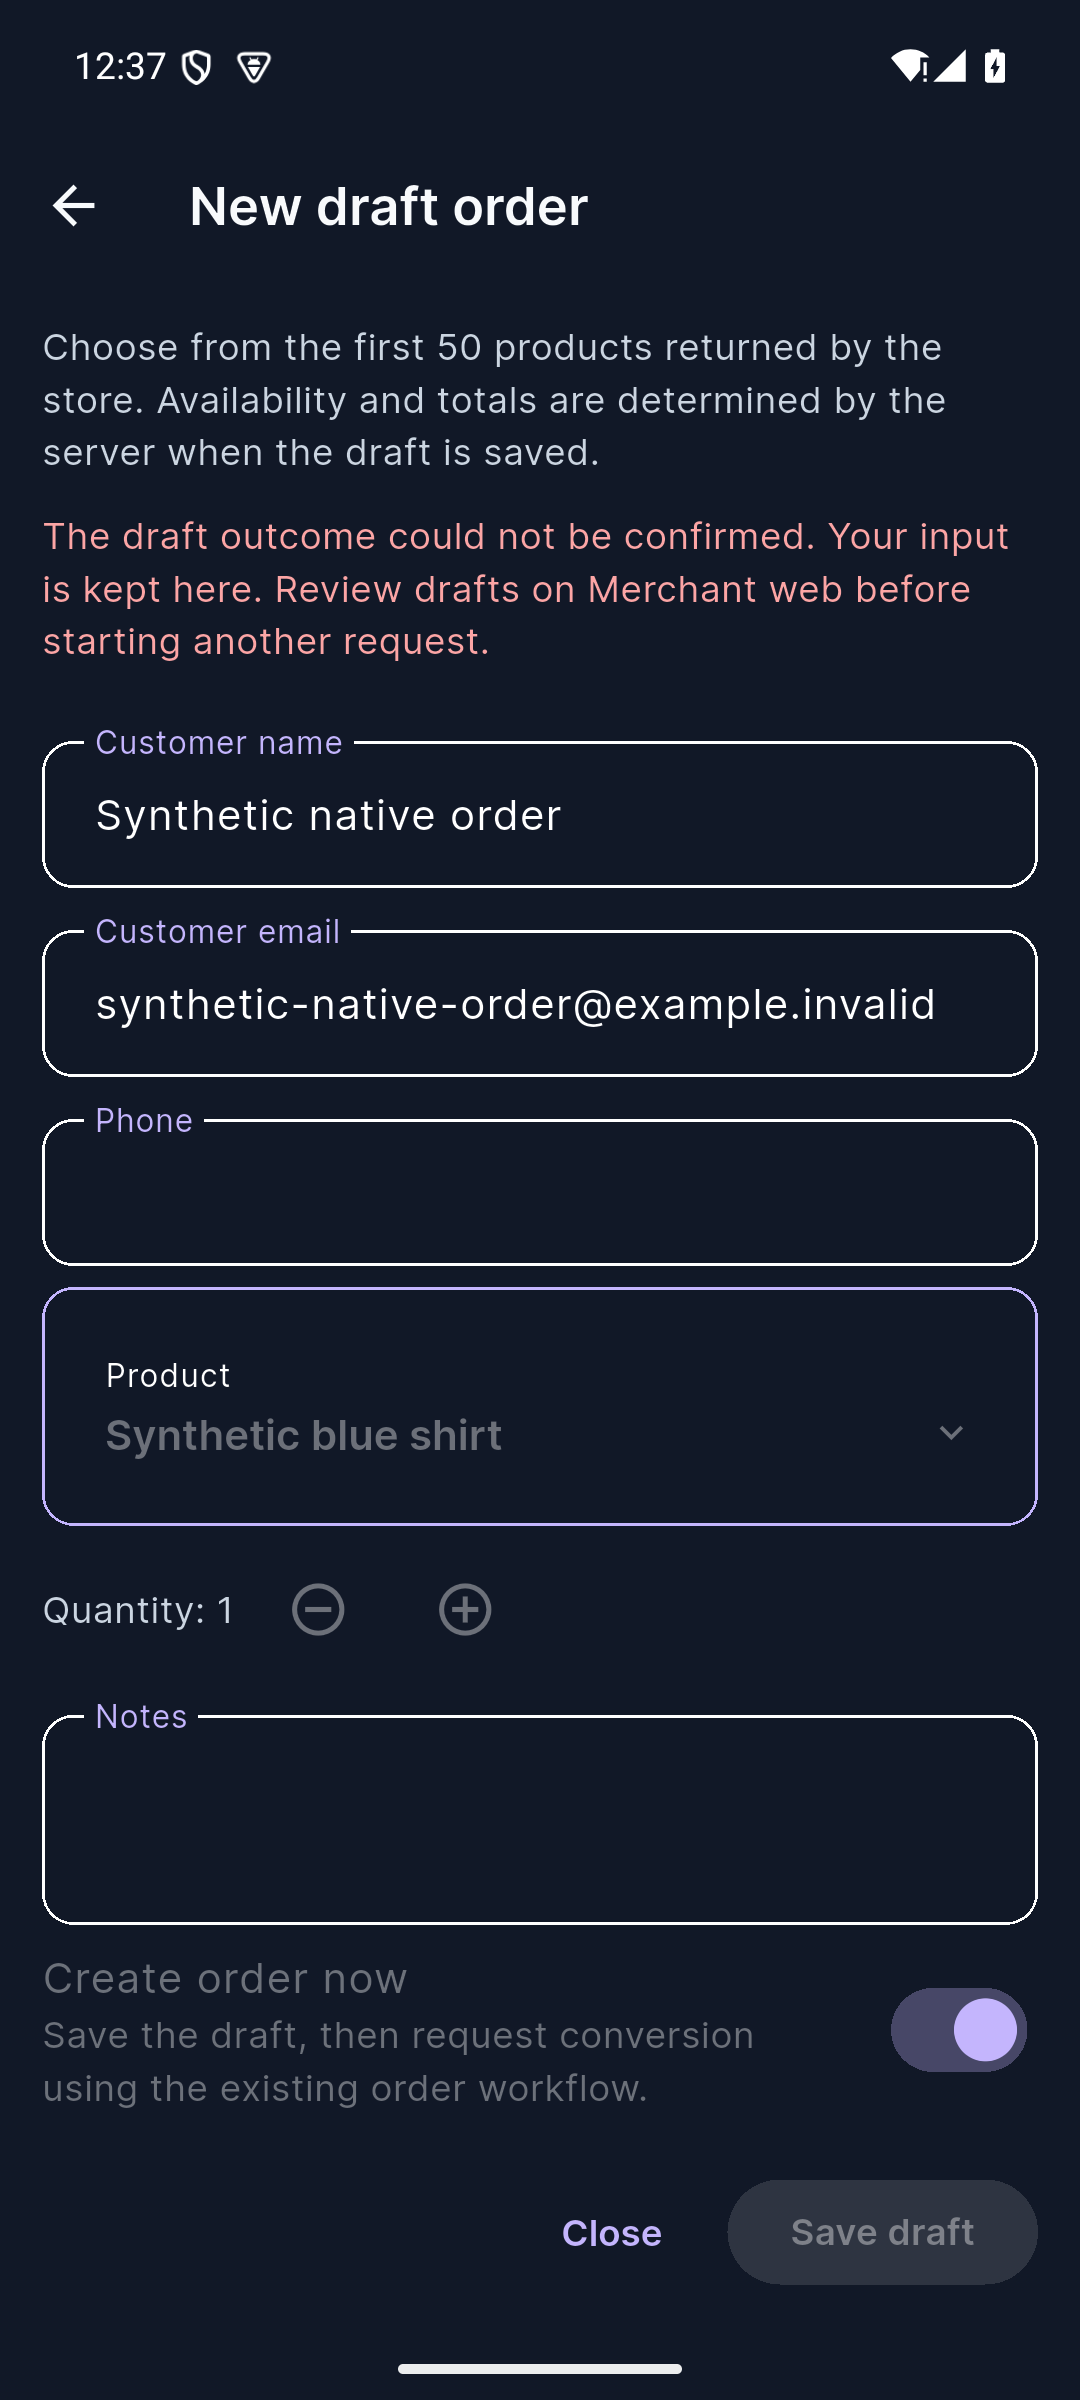 12:37
New draft order
Choose from the first 50 products returned by the
store. Availability and totals are determined by the
server when the draft is saved.
The draft outcome could not be confirmed. Your input
is kept here. Review drafts on Merchant web before
starting another request.
Customer name
Synthetic native order
Customer email
synthetic-native-order@example.invalid
Phone
Product
Synthetic blue shirt
Quantity: 1
Notes
Create order now
Save the draft, then request conversion
using the existing order workflow.
Close
Save draft